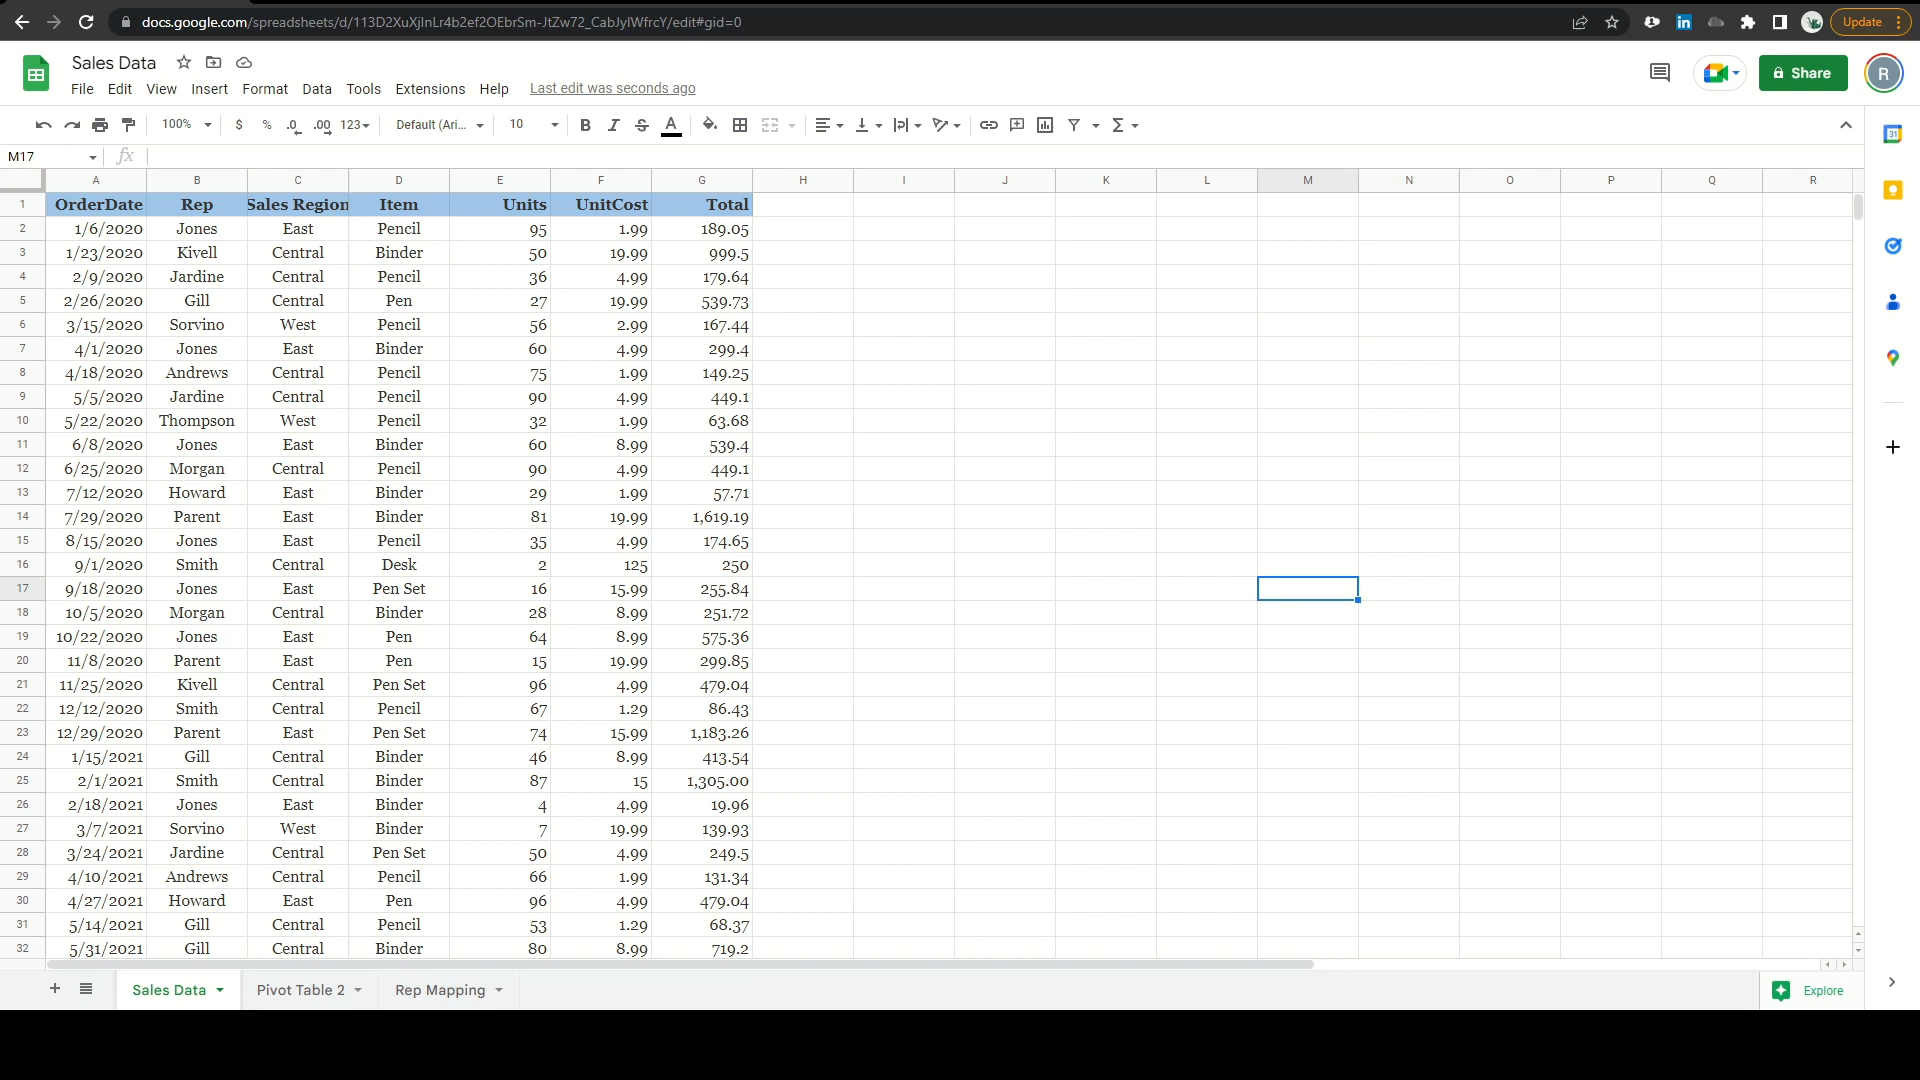 docs.google.com/spreadsheets/d/113D2XuXjlnLr4b2ef2OEbrSm-JtZw72_CabJylWfrcY/edit#gid=0 Update
Sales Data
File Edit View Insert Format Data Tools Extensions Help Last edit was seconds ago Share R
100% $ % .0 .00 123 Default (Ari... 10 B I S A
M17 fx
A B C D E F G H I J K L M N O P Q R
1 OrderDate Rep Sales Region Item Units UnitCost Total
2 1/6/2020 Jones East Pencil 95 1.99 189.05
3 1/23/2020 Kivell Central Binder 50 19.99 999.5
4 2/9/2020 Jardine Central Pencil 36 4.99 179.64
5 2/26/2020 Gill Central Pen 27 19.99 539.73
6 3/15/2020 Sorvino West Pencil 56 2.99 167.44
7 4/1/2020 Jones East Binder 60 4.99 299.4
8 4/18/2020 Andrews Central Pencil 75 1.99 149.25
9 5/5/2020 Jardine Central Pencil 90 4.99 449.1
10 5/22/2020 Thompson West Pencil 32 1.99 63.68
11 6/8/2020 Jones East Binder 60 8.99 539.4
12 6/25/2020 Morgan Central Pencil 90 4.99 449.1
13 7/12/2020 Howard East Binder 29 1.99 57.71
14 7/29/2020 Parent East Binder 81 19.99 1,619.19
15 8/15/2020 Jones East Pencil 35 4.99 174.65
16 9/1/2020 Smith Central Desk 2 125 250
17 9/18/2020 Jones East Pen Set 16 15.99 255.84
18 10/5/2020 Morgan Central Binder 28 8.99 251.72
19 10/22/2020 Jones East Pen 64 8.99 575.36
20 11/8/2020 Parent East Pen 15 19.99 299.85
21 11/25/2020 Kivell Central Pen Set 96 4.99 479.04
22 12/12/2020 Smith Central Pencil 67 1.29 86.43
23 12/29/2020 Parent East Pen Set 74 15.99 1,183.26
24 1/15/2021 Gill Central Binder 46 8.99 413.54
25 2/1/2021 Smith Central Binder 87 15 1,305.00
26 2/18/2021 Jones East Binder 4 4.99 19.96
27 3/7/2021 Sorvino West Binder 7 19.99 139.93
28 3/24/2021 Jardine Central Pen Set 50 4.99 249.5
29 4/10/2021 Andrews Central Pencil 66 1.99 131.34
30 4/27/2021 Howard East Pen 96 4.99 479.04
31 5/14/2021 Gill Central Pencil 53 1.29 68.37
32 5/31/2021 Gill Central Binder 80 8.99 719.2
Sales Data Pivot Table 2 Rep Mapping Explore